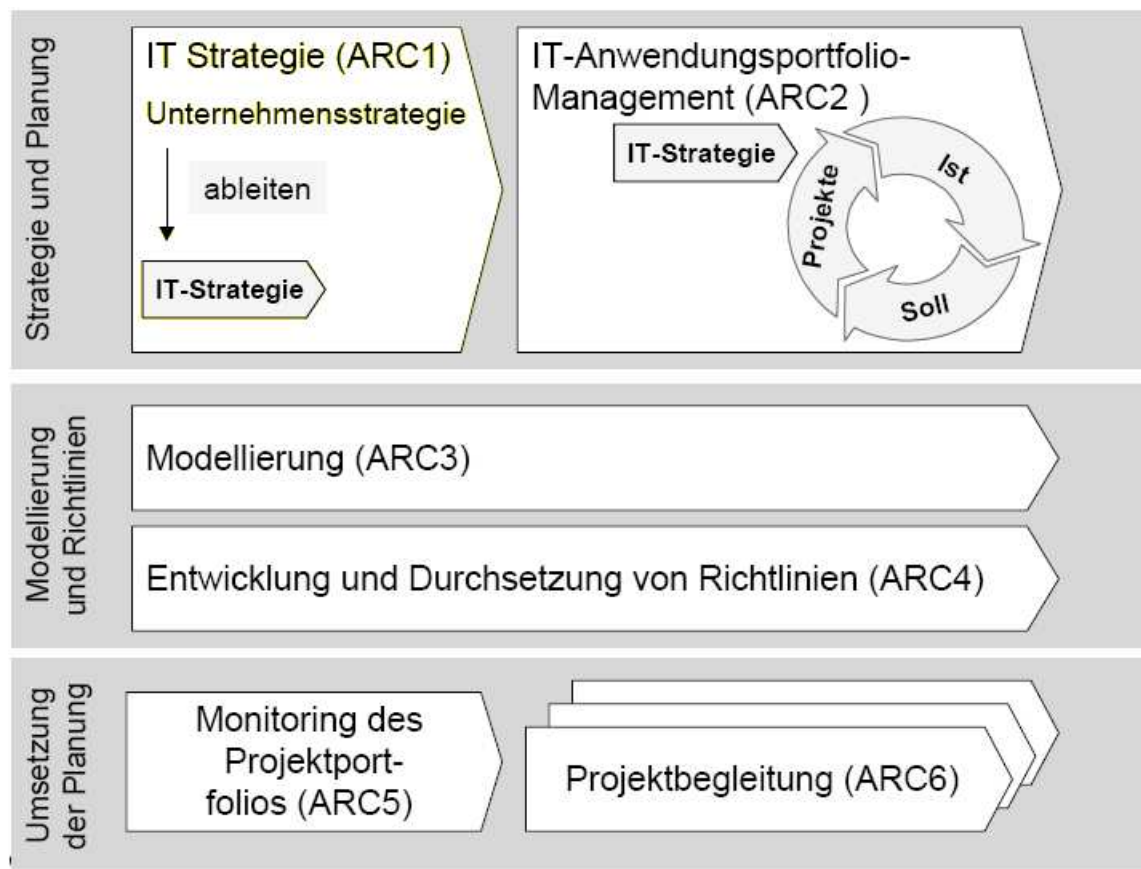 Strategie und Planung
IT Strategie (ARC1)
Unternehmensstrategie
ableiten
IT-Strategie
IT-Anwendungsportfolio-
Management (ARC2 )
IT-Strategie
Projekte
Ist
Soll
Modellierung
und Richtlinien
Modellierung (ARC3)
Entwicklung und Durchsetzung von Richtlinien (ARC4)
Umsetzung
der Planung
Monitoring des
Projektport-
folios (ARC5)
Projektbegleitung (ARC6)